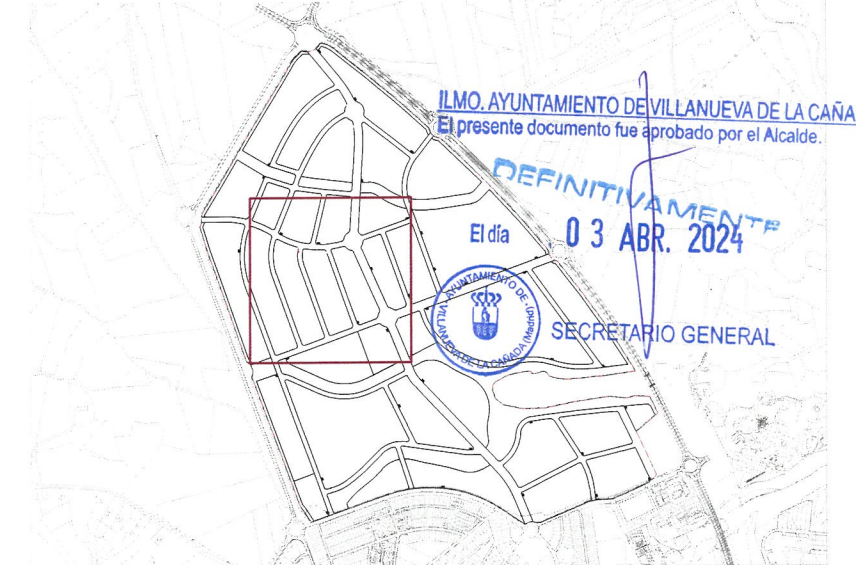 ILMO. AYUNTAMIENTO DE VILLANUEVA DE LA CAÑA
El presente documento fue aprobado por el Alcalde.
DEFINITIVAMENTE
El día 03 ABR. 2024
AYUNTAMIENTO DE
VILLANUEVA DE LA CAÑADA (Madrid)
SECRETARIO GENERAL